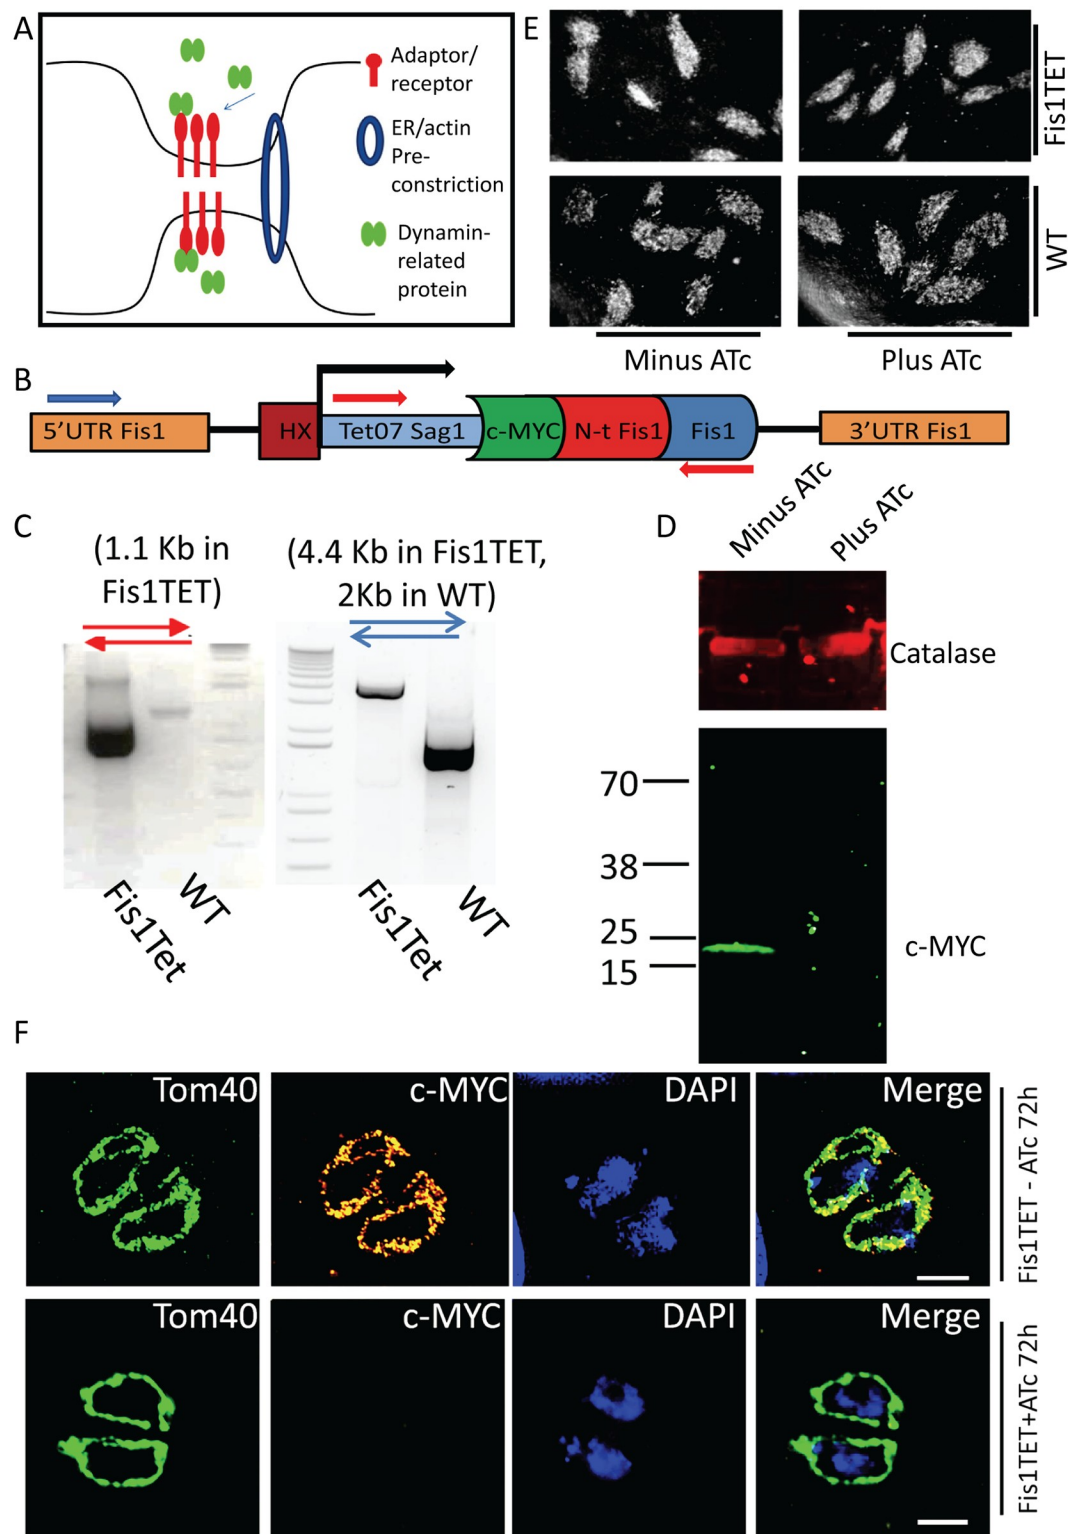 A
Adaptor/
receptor
ER/actin
Pre-
constriction
Dynamin-
related
protein
E
Fis1TET
WT
Minus ATc
Plus ATc
B
5'UTR Fis1
HX
Tet07 Sag1
c-MYC
N-t Fis1
Fis1
3'UTR Fis1
C
(1.1 Kb in
Fis1TET)
(4.4 Kb in Fis1TET,
2Kb in WT)
Fis1Tet
WT
Fis1Tet
WT
D
Minus ATc
Plus ATc
Catalase
70
38
25
15
c-MYC
F
Tom40
c-MYC
DAPI
Merge
Fis1TET - ATc 72h
Tom40
c-MYC
DAPI
Merge
Fis1TET+ATc 72h